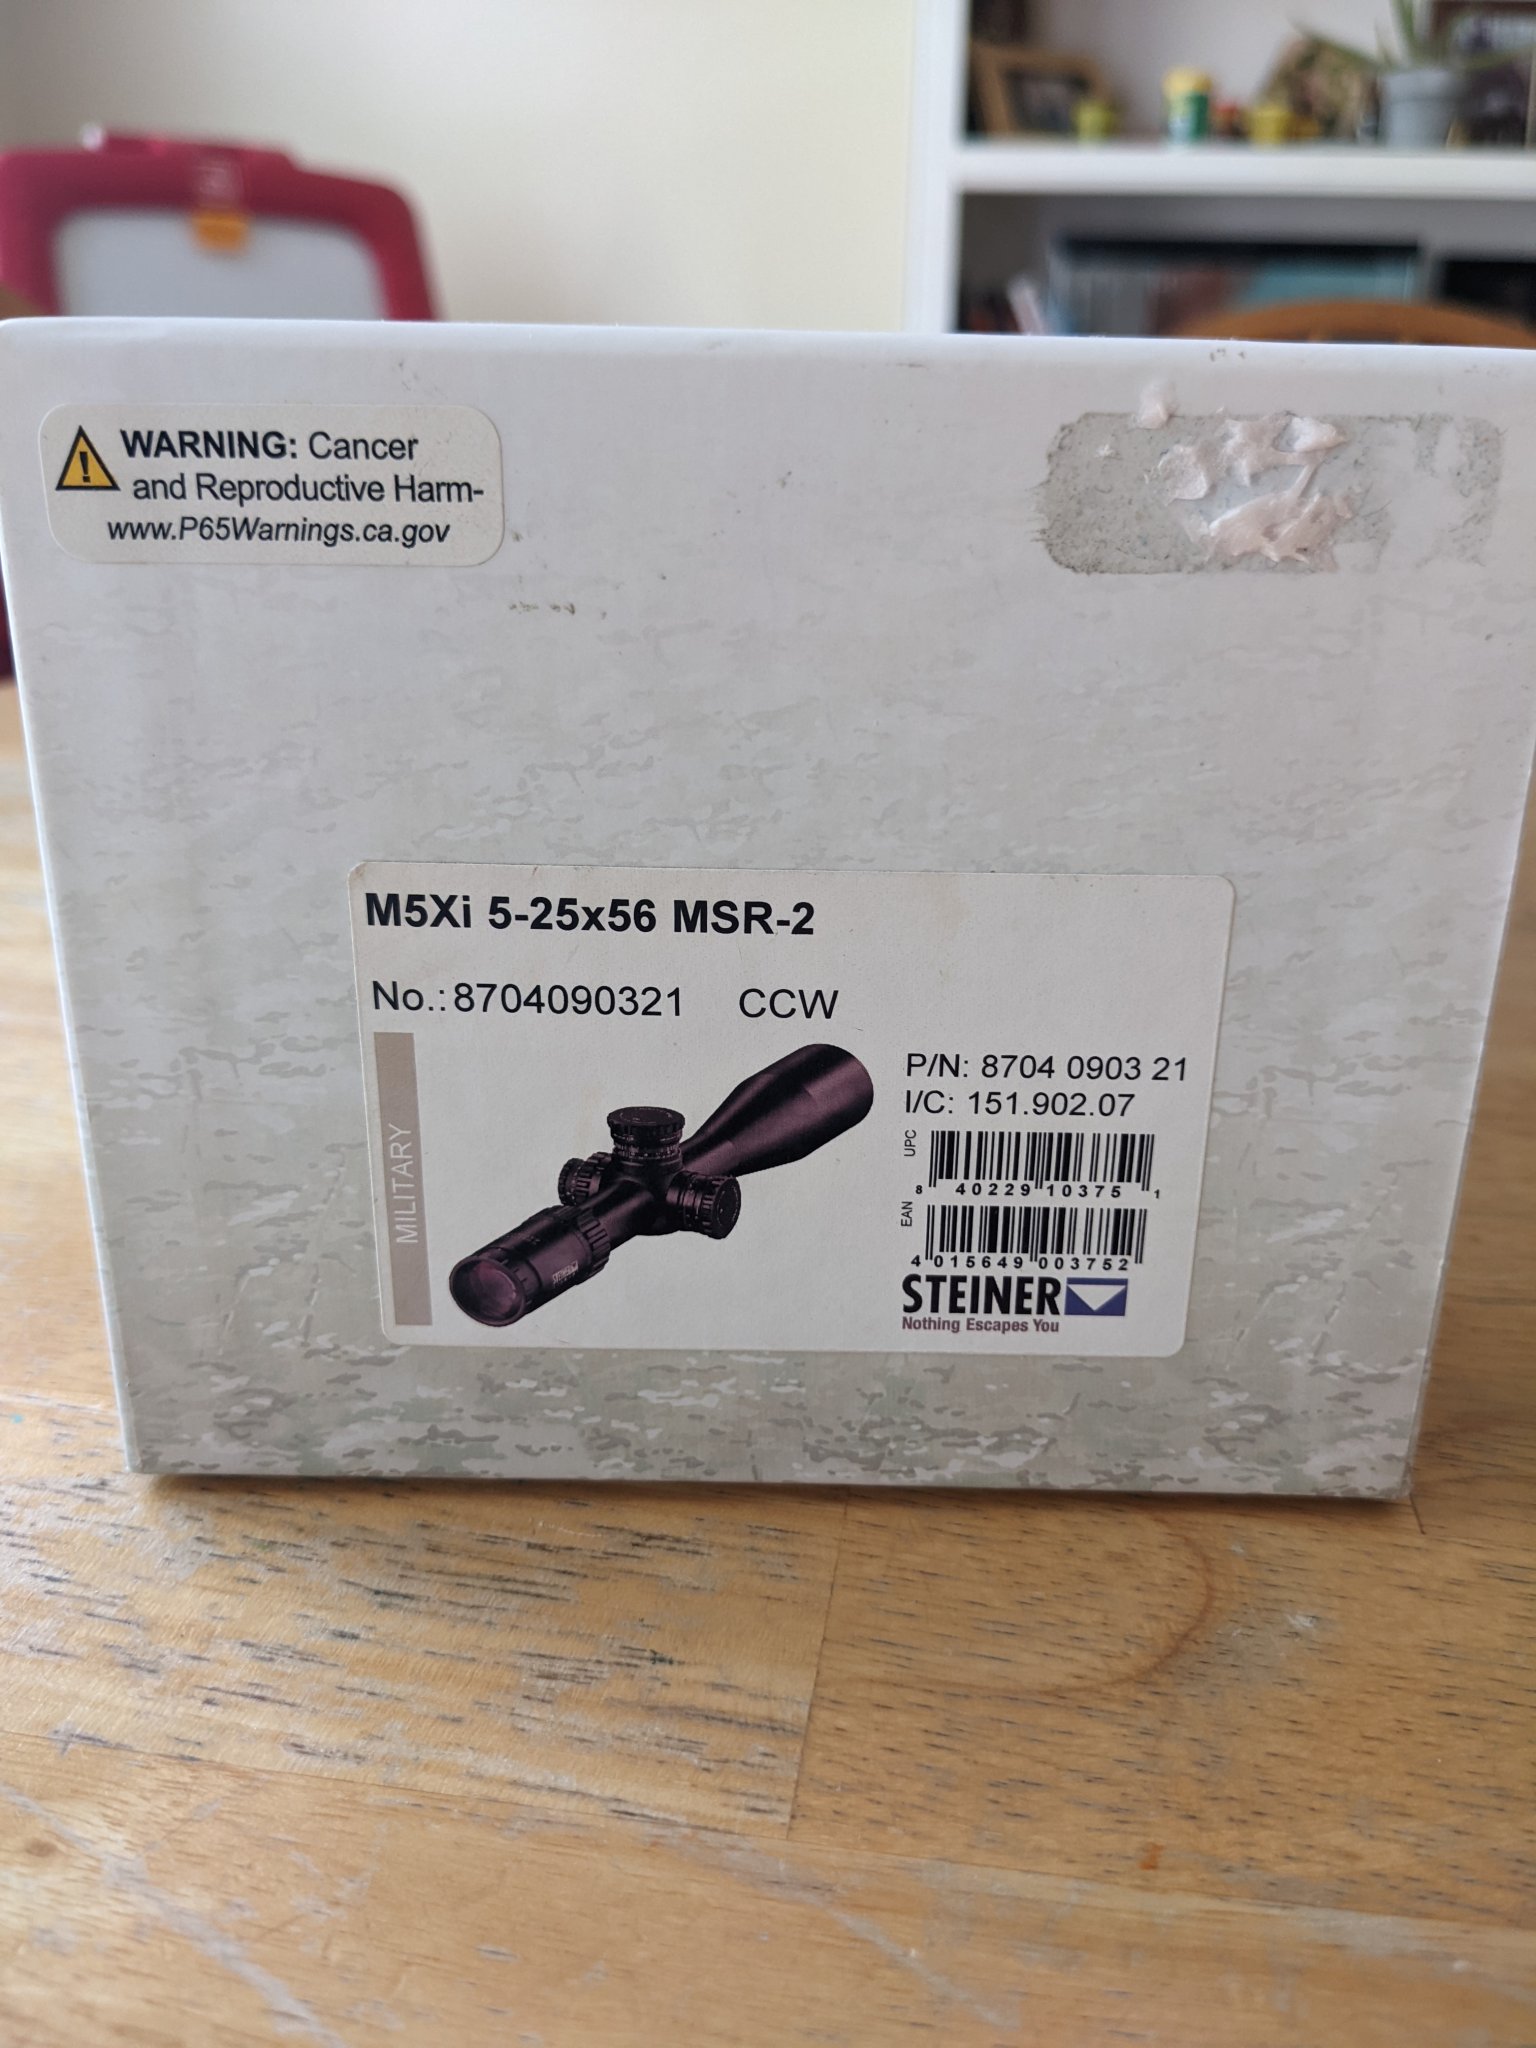 WARNING: Cancer
and Reproductive Harm-
www.P65Warnings.ca.gov
M5Xi 5-25x56 MSR-2
No.: 8704090321 CCW
MILITARY
P/N: 8704 0903 21
I/C: 151.902.07
UPC
8 40229 10375 1
EAN
4 015649 003752
STEINER
Nothing Escapes You